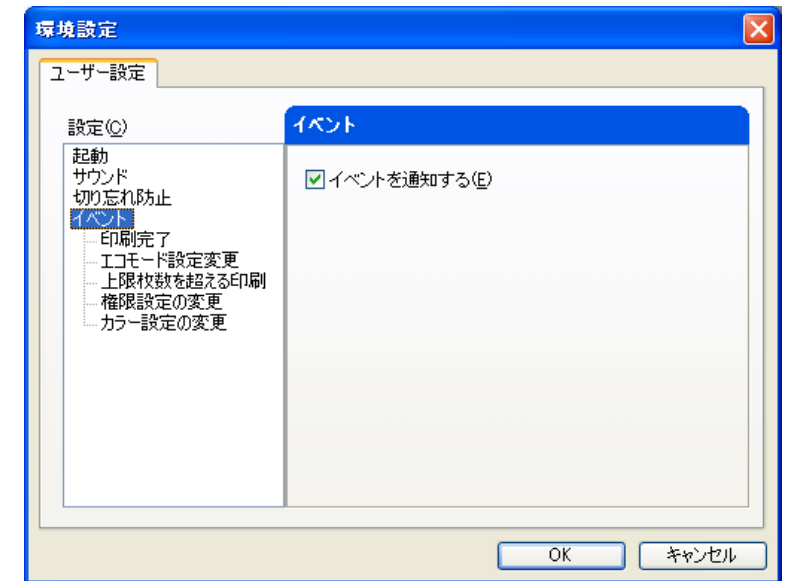 環境設定
ユーザー設定
設定(C)
起動
サウンド
切り忘れ防止
イベント
印刷完了
エコモード設定変更
上限枚数を超える印刷
権限設定の変更
カラー設定の変更
イベント
イベントを通知する(E)
OK
キャンセル